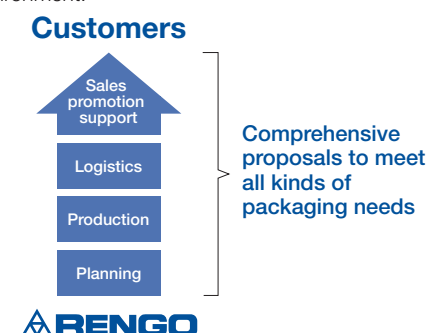 Customers
Sales
promotion
support
Logistics
Production
Planning
Comprehensive
proposals to meet
all kinds of
packaging needs
RENGO